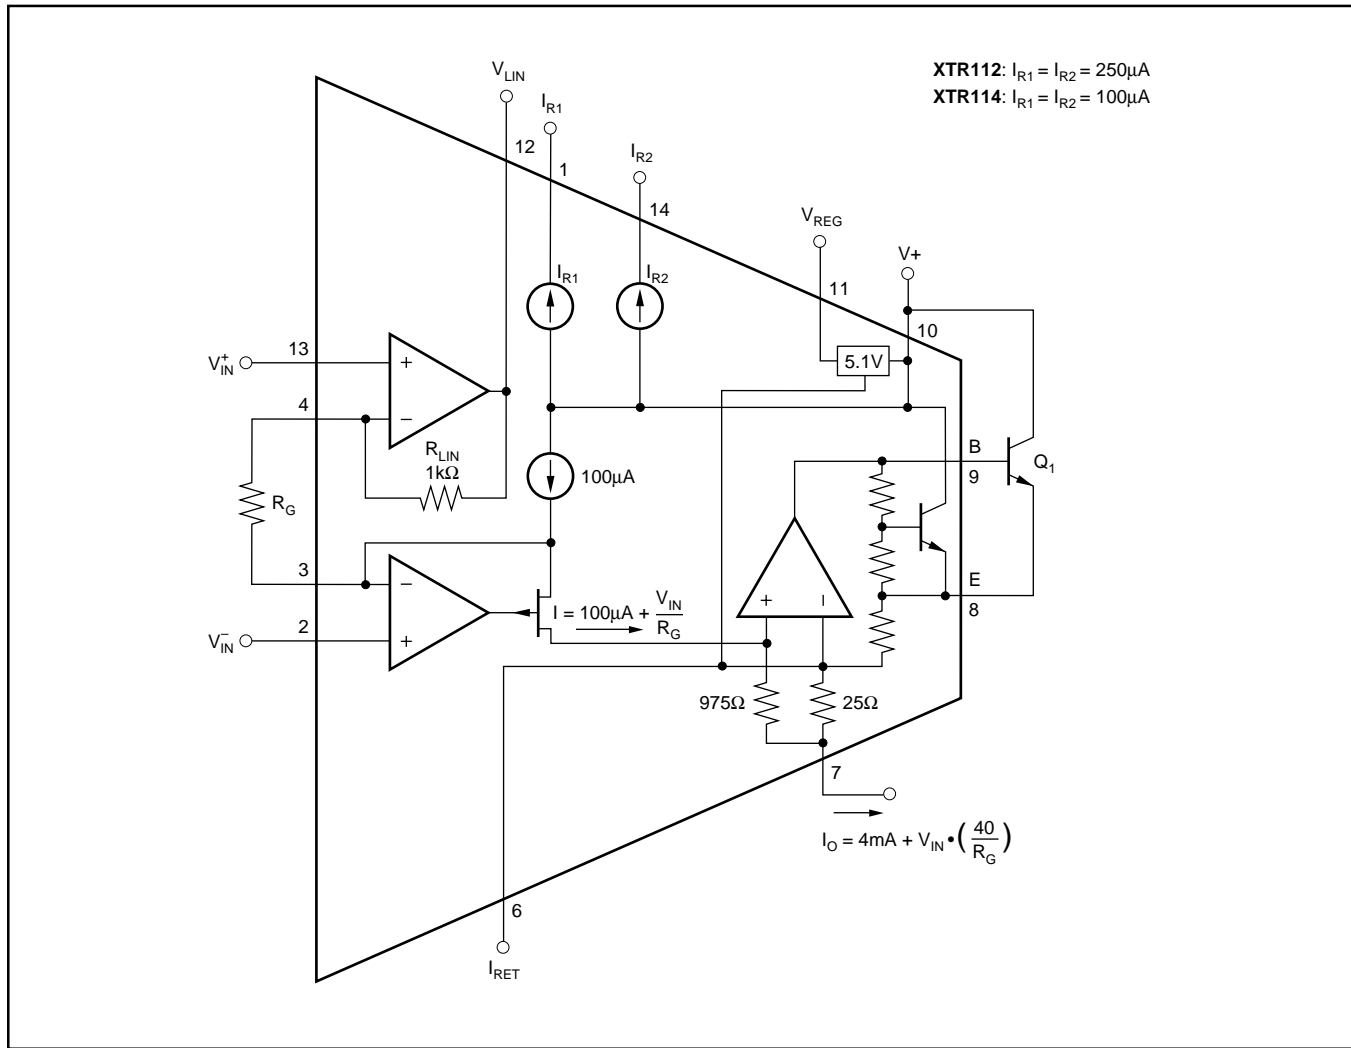 XTR112: I_R1 = I_R2 = 250μA
XTR114: I_R1 = I_R2 = 100μA
V_LIN
I_R1
12
I_R2
1
14
V_REG
V+
I_R1
I_R2
11
10
13
V⁺_IN
+
5.1V
4
−
R_LIN
1kΩ
B
Q₁
9
100μA
R_G
3
−
E
+
−
8
I = 100μA + V_IN/R_G
2
V⁻_IN
+
975Ω
25Ω
7
I_O = 4mA + V_IN • (40/R_G)
6
I_RET